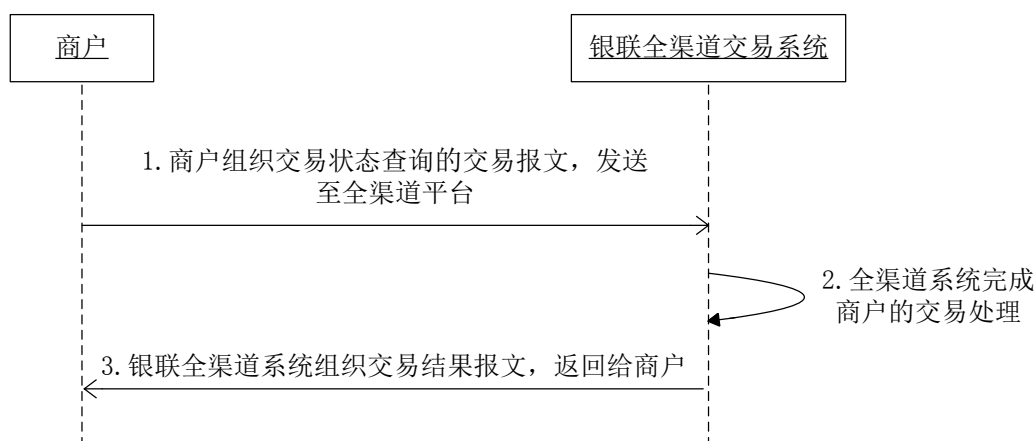 商户
银联全渠道交易系统
1.商户组织交易状态查询的交易报文，发送
至全渠道平台
2.全渠道系统完成
商户的交易处理
3.银联全渠道系统组织交易结果报文，返回给商户